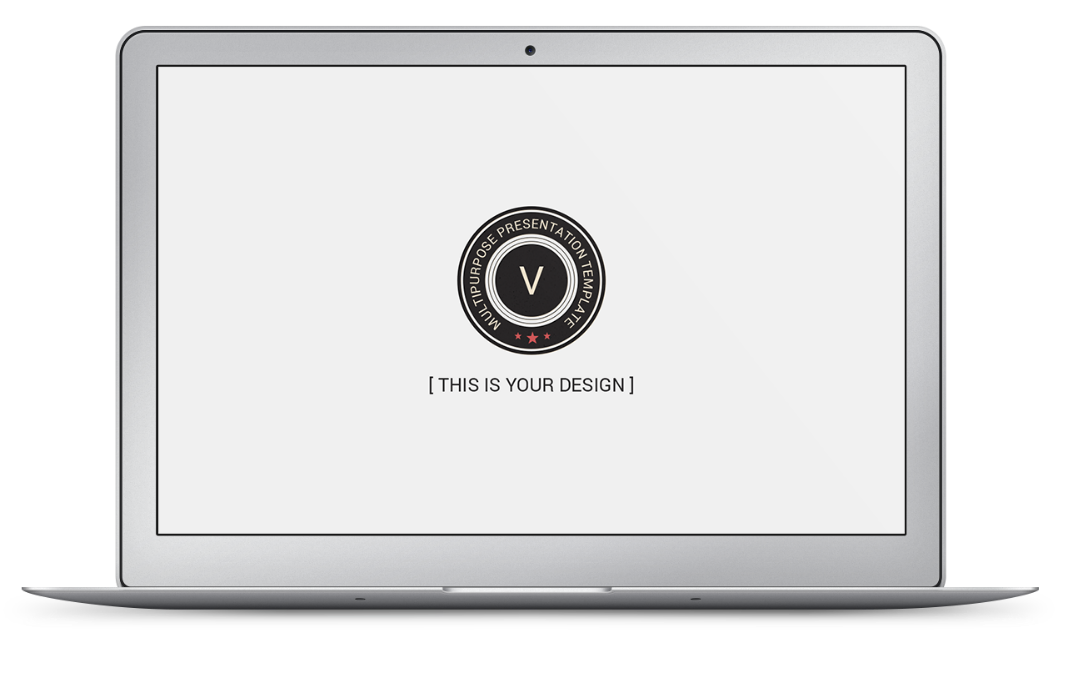 MULTIPURPOSE PRESENTATION TEMPLATE
V
[ THIS IS YOUR DESIGN ]